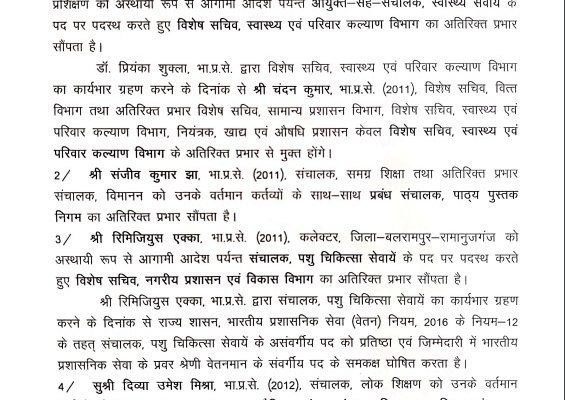 प्रशिक्षण को अस्थायी रूप से आगामी आदेश पर्यन्त आयुक्त-सह-संचालक, स्वास्थ्य सेवायें के
पद पर पदस्थ करते हुए विशेष सचिव, स्वास्थ्य एवं परिवार कल्याण विभाग का अतिरिक्त प्रभार
सौंपता है।
डॉ. प्रियंका शुक्ला, भा.प्र.से. द्वारा विशेष सचिव, स्वास्थ्य एवं परिवार कल्याण विभाग
का कार्यभार ग्रहण करने के दिनांक से श्री चंदन कुमार, भा.प्र.से. (2011), विशेष सचिव, वित्त
विभाग तथा अतिरिक्त प्रभार विशेष सचिव, सामान्य प्रशासन विभाग, विशेष सचिव, स्वास्थ्य एवं
परिवार कल्याण विभाग, नियंत्रक, खाद्य एवं औषधि प्रशासन केवल विशेष सचिव, स्वास्थ्य एवं
परिवार कल्याण विभाग के अतिरिक्त प्रभार से मुक्त होंगे।
2/ श्री संजीव कुमार झा, भा.प्र.से. (2011), संचालक, समग्र शिक्षा तथा अतिरिक्त प्रभार
संचालक, विमानन को उनके वर्तमान कर्तव्यों के साथ-साथ प्रबंध संचालक, पाठ्य पुस्तक
निगम का अतिरिक्त प्रभार सौंपता है।
3/ श्री रिमिजियुस एक्का, भा.प्र.से. (2011), कलेक्टर, जिला-बलरामपुर-रामानुजगंज को
अस्थायी रूप से आगामी आदेश पर्यन्त संचालक, पशु चिकित्सा सेवायें के पद पर पदस्थ करते
हुए विशेष सचिव, नगरीय प्रशासन एवं विकास विभाग का अतिरिक्त प्रभार सौंपता है।
श्री रिमिजियुस एक्का, भा.प्र.से. द्वारा संचालक, पशु चिकित्सा सेवायें का कार्यभार ग्रहण
करने के दिनांक से राज्य शासन, भारतीय प्रशासनिक सेवा (वेतन) नियम, 2016 के नियम-12
के तहत् संचालक, पशु चिकित्सा सेवायें के असंवर्गीय पद को प्रतिष्ठा एवं जिम्मेदारी में भारतीय
प्रशासनिक सेवा के प्रवर श्रेणी वेतनमान के संवर्गीय पद के समकक्ष घोषित करता है।
4/ सुश्री दिव्या उमेश मिश्रा, भा.प्र.से. (2012), संचालक, लोक शिक्षण को उनके वर्तमान